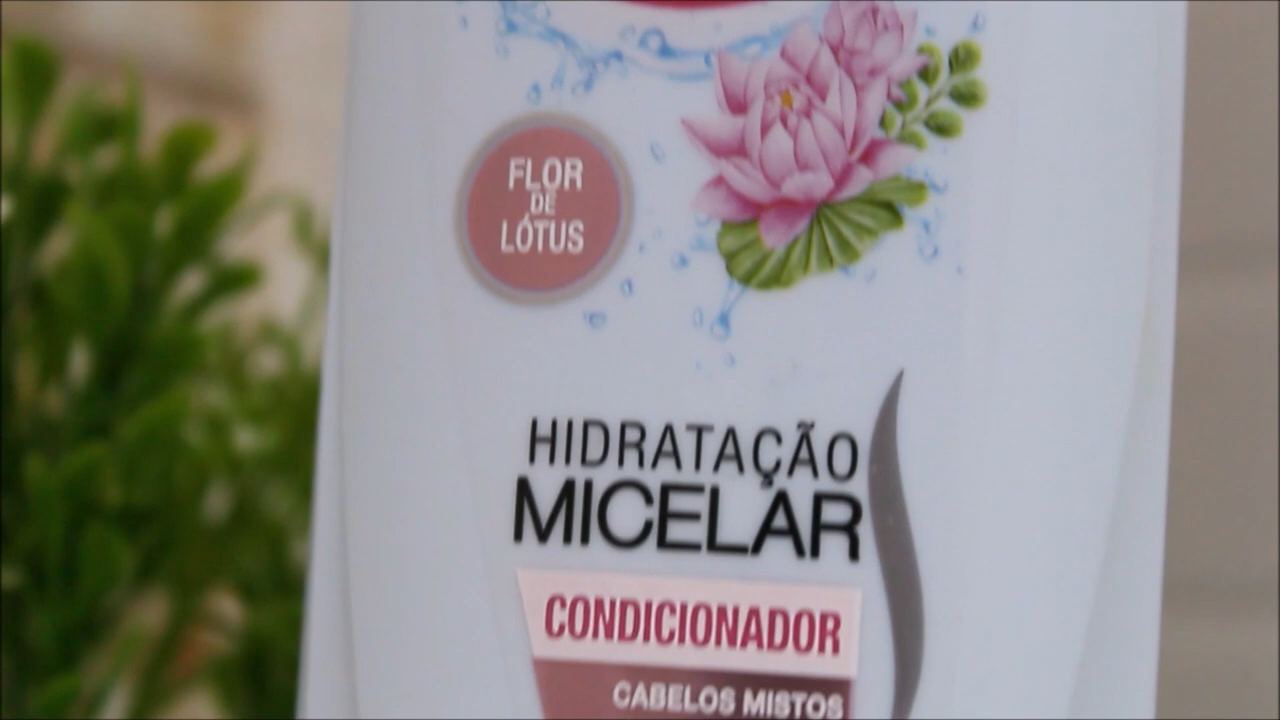 FLOR
DE
LÓTUS
HIDRATAÇÃO
MICELAR
CONDICIONADOR
CABELOS MISTOS